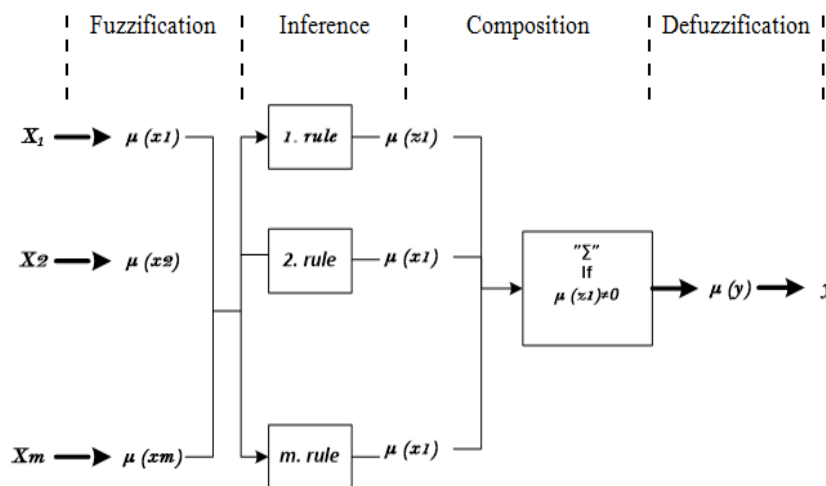 Fuzzification Inference Composition Defuzzification
X1 μ (x1) 1. rule μ (z1)
X2 μ (x2) 2. rule μ (x1)
"Σ"
If
μ (z1)≠0
μ (y)
Xm μ (xm) m. rule μ (x1)